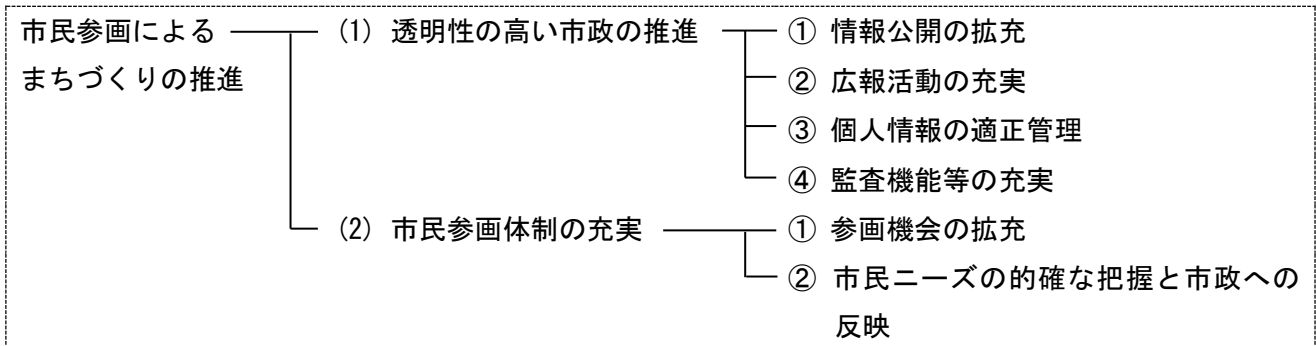 市民参画による
まちづくりの推進
(1) 透明性の高い市政の推進
① 情報公開の拡充
② 広報活動の充実
③ 個人情報の適正管理
④ 監査機能等の充実
(2) 市民参画体制の充実
① 参画機会の拡充
② 市民ニーズの的確な把握と市政への
反映